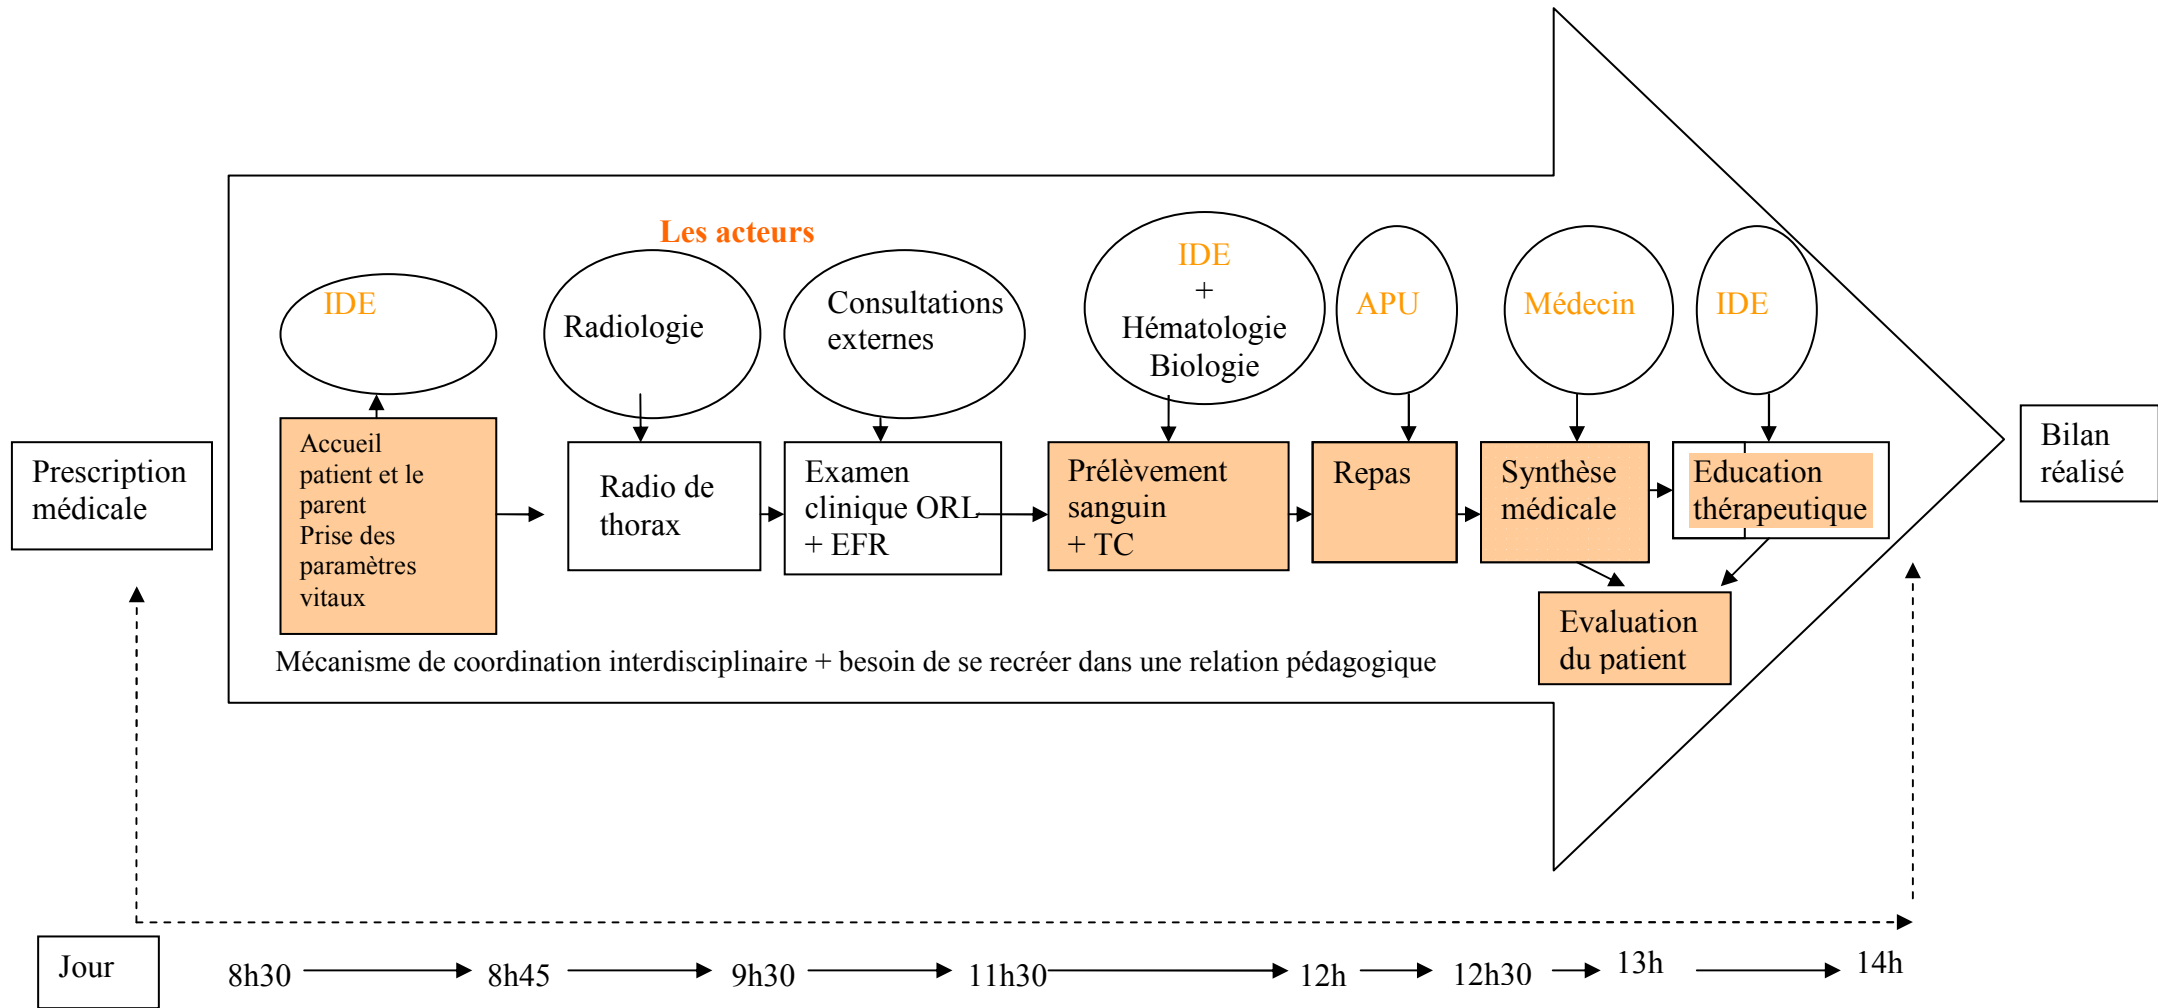 Les acteurs
IDE
Radiologie
Consultations
externes
IDE
+
Hématologie
Biologie
APU
Médecin
IDE
Prescription
médicale
Accueil
patient et le
parent
Prise des
paramètres
vitaux
Radio de
thorax
Examen
clinique ORL
+ EFR
Prélèvement
sanguin
+ TC
Repas
Synthèse
médicale
Education
thérapeutique
Evaluation
du patient
Bilan
réalisé
Mécanisme de coordination interdisciplinaire + besoin de se recréer dans une relation pédagogique
Jour
8h30
8h45
9h30
11h30
12h
12h30
13h
14h